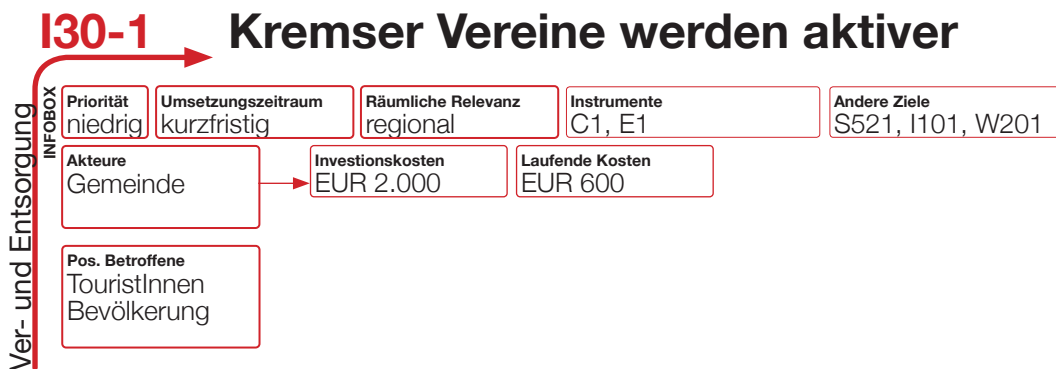 I30-1 Kremser Vereine werden aktiver
Ver- und Entsorgung
INFOBOX
Priorität
niedrig
Umsetzungszeitraum
kurzfristig
Räumliche Relevanz
regional
Instrumente
C1, E1
Andere Ziele
S521, I101, W201
Akteure
Gemeinde
Investionskosten
EUR 2.000
Laufende Kosten
EUR 600
Pos. Betroffene
TouristInnen
Bevölkerung